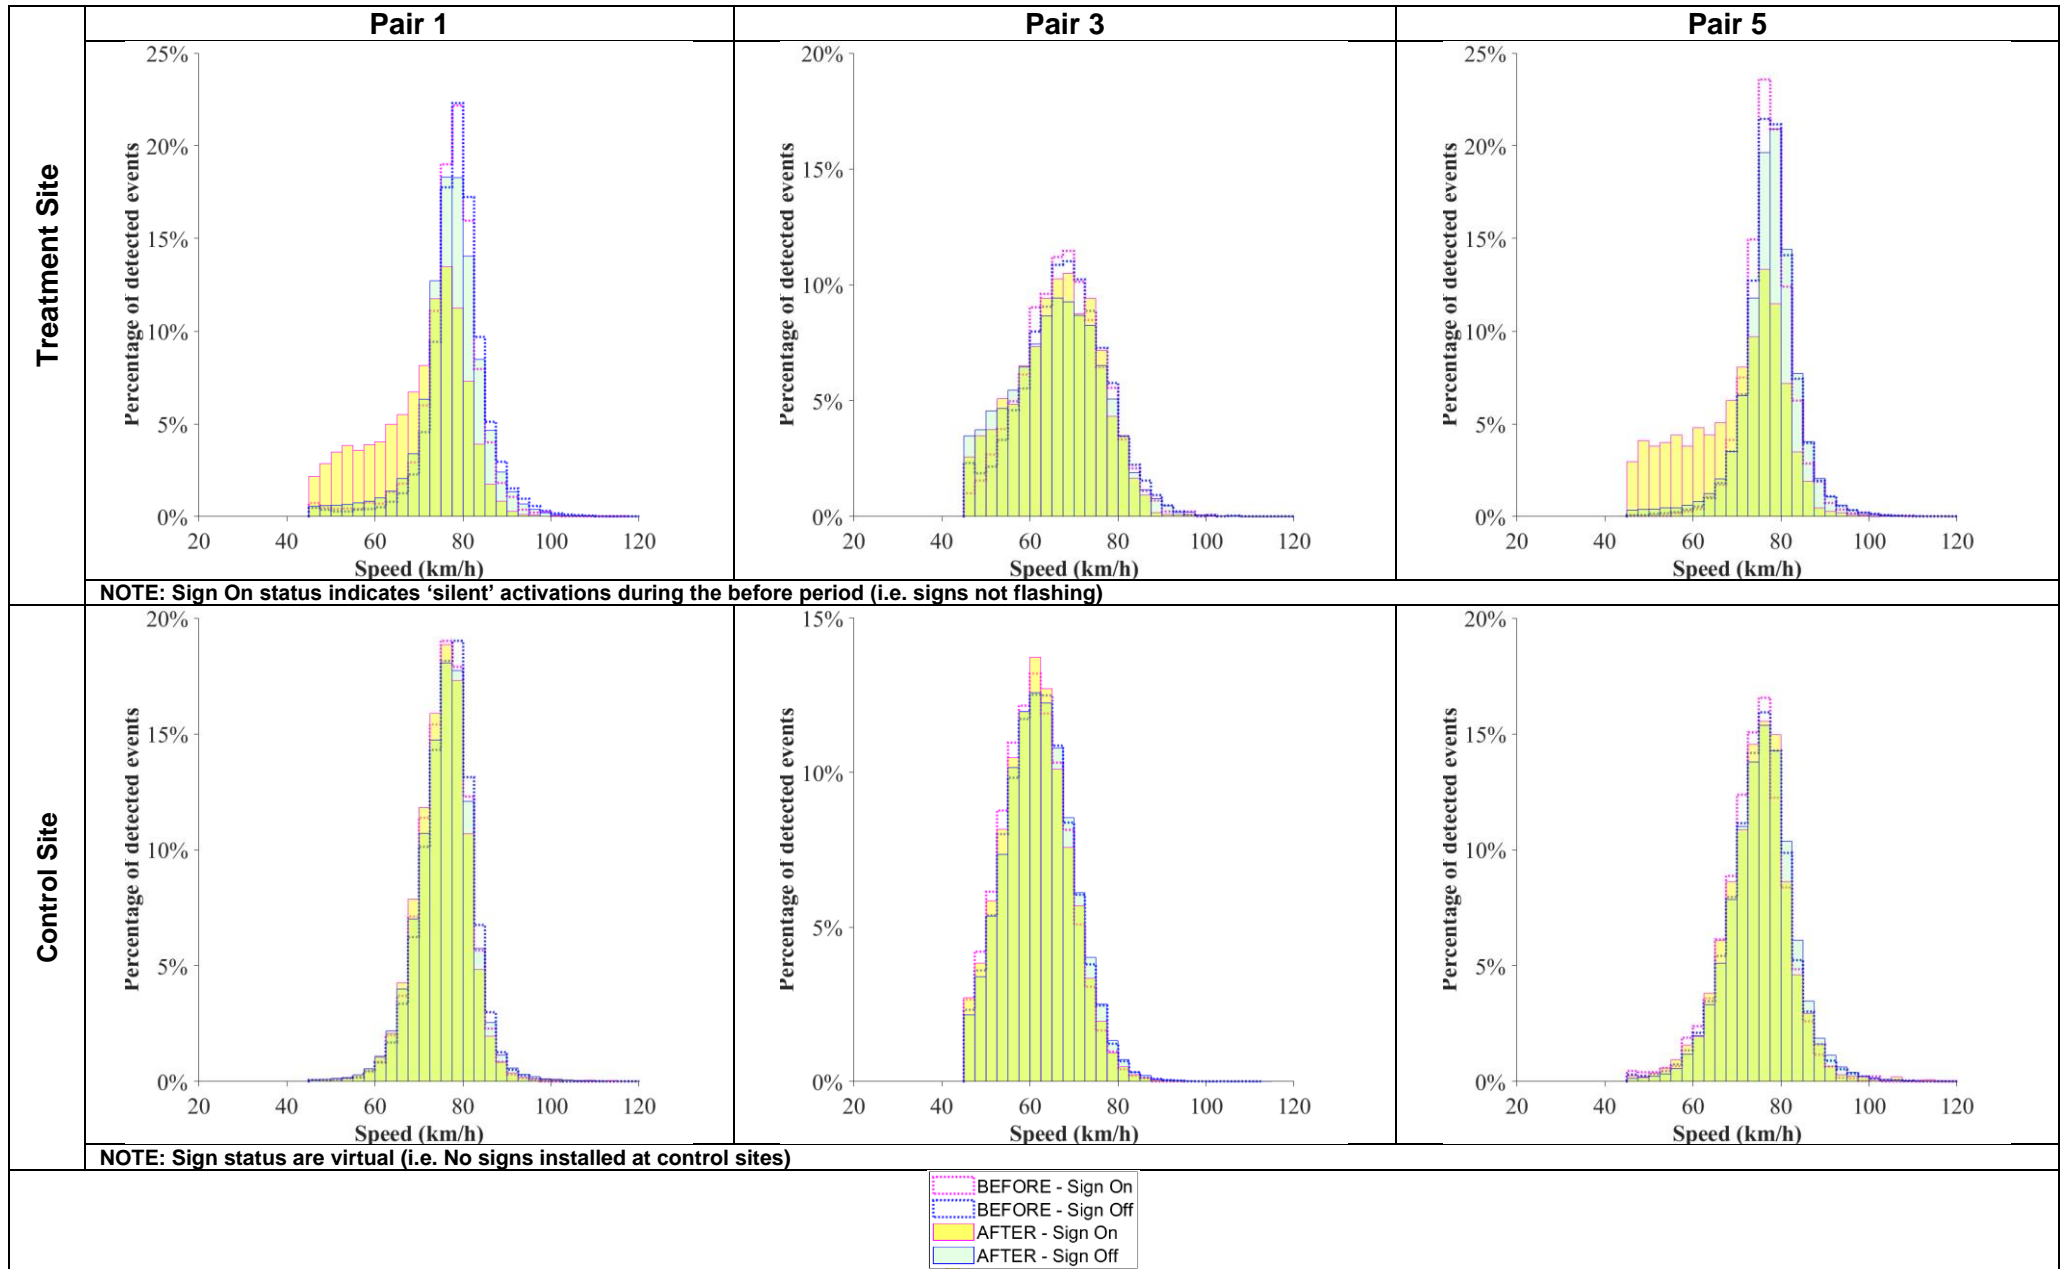 Pair 1
Pair 3
Pair 5
Treatment Site
25%
20%
15%
10%
5%
0%
Percentage of detected events
20 40 60 80 100 120
Speed (km/h)
20%
15%
10%
5%
0%
Percentage of detected events
20 40 60 80 100 120
Speed (km/h)
25%
20%
15%
10%
5%
0%
Percentage of detected events
20 40 60 80 100 120
Speed (km/h)
NOTE: Sign On status indicates ‘silent’ activations during the before period (i.e. signs not flashing)
Control Site
20%
15%
10%
5%
0%
Percentage of detected events
20 40 60 80 100 120
Speed (km/h)
15%
10%
5%
0%
Percentage of detected events
20 40 60 80 100 120
Speed (km/h)
20%
15%
10%
5%
0%
Percentage of detected events
20 40 60 80 100 120
Speed (km/h)
NOTE: Sign status are virtual (i.e. No signs installed at control sites)
BEFORE - Sign On
BEFORE - Sign Off
AFTER - Sign On
AFTER - Sign Off